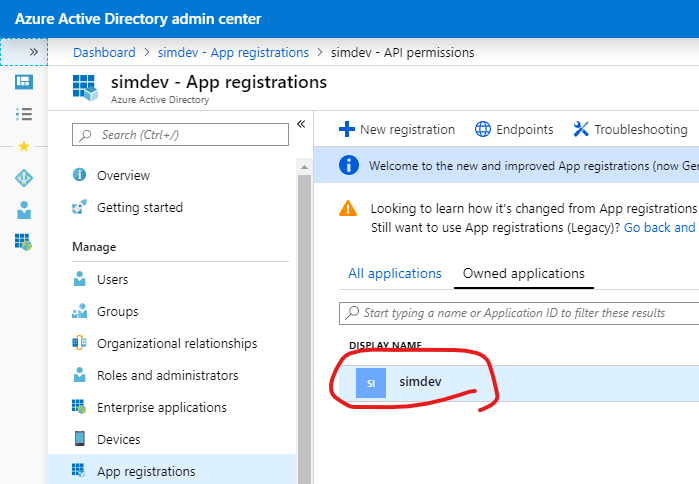 Azure Active Directory admin center
» Dashboard > simdev - App registrations > simdev - API permissions
simdev - App registrations
Azure Active Directory
Search (Ctrl+/)
«
Overview
Getting started
Manage
Users
Groups
Organizational relationships
Roles and administrators
Enterprise applications
Devices
App registrations
New registration Endpoints Troubleshooting
Welcome to the new and improved App registrations (now Gen
Looking to learn how it's changed from App registrations
Still want to use App registrations (Legacy)? Go back and
All applications Owned applications
Start typing a name or Application ID to filter these results
DISPLAY NAME
SI simdev